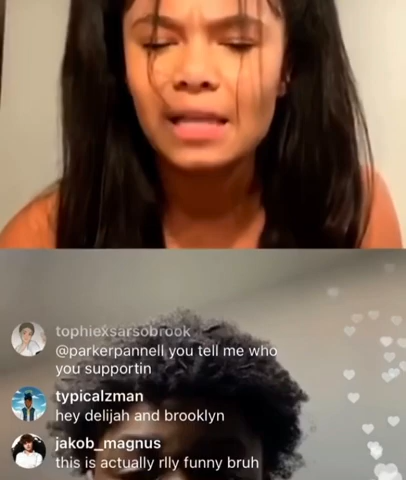 tophiexsarsobrook
@parkerpannell you tell me who
you supportin
typicalzman
hey delijah and brooklyn
jakob_magnus
this is actually rlly funny bruh